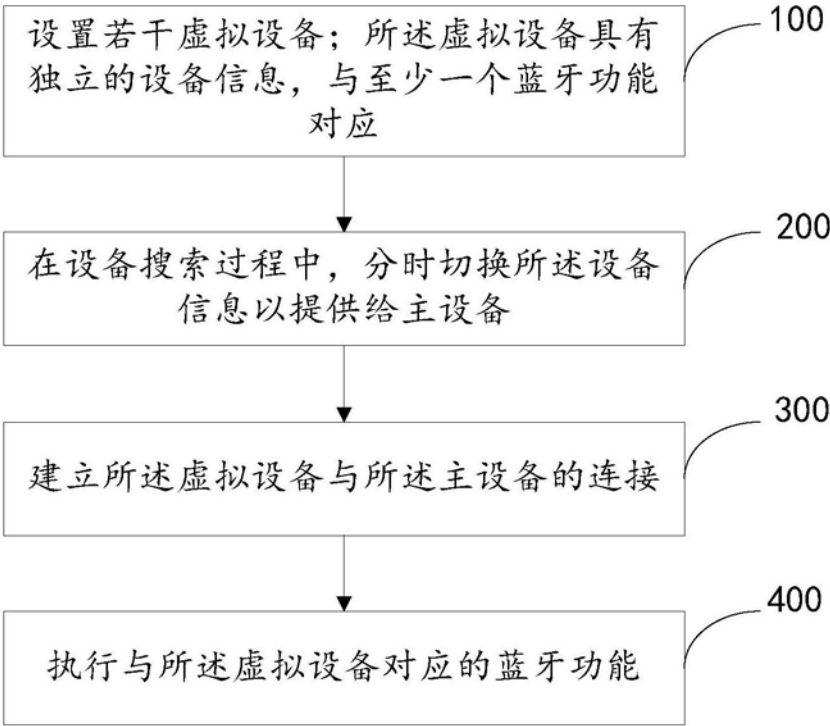 设置若干虚拟设备；所述虚拟设备具有
独立的设备信息，与至少一个蓝牙功能
对应
100
在设备搜索过程中，分时切换所述设备
信息以提供给主设备
200
建立所述虚拟设备与所述主设备的连接
300
执行与所述虚拟设备对应的蓝牙功能
400